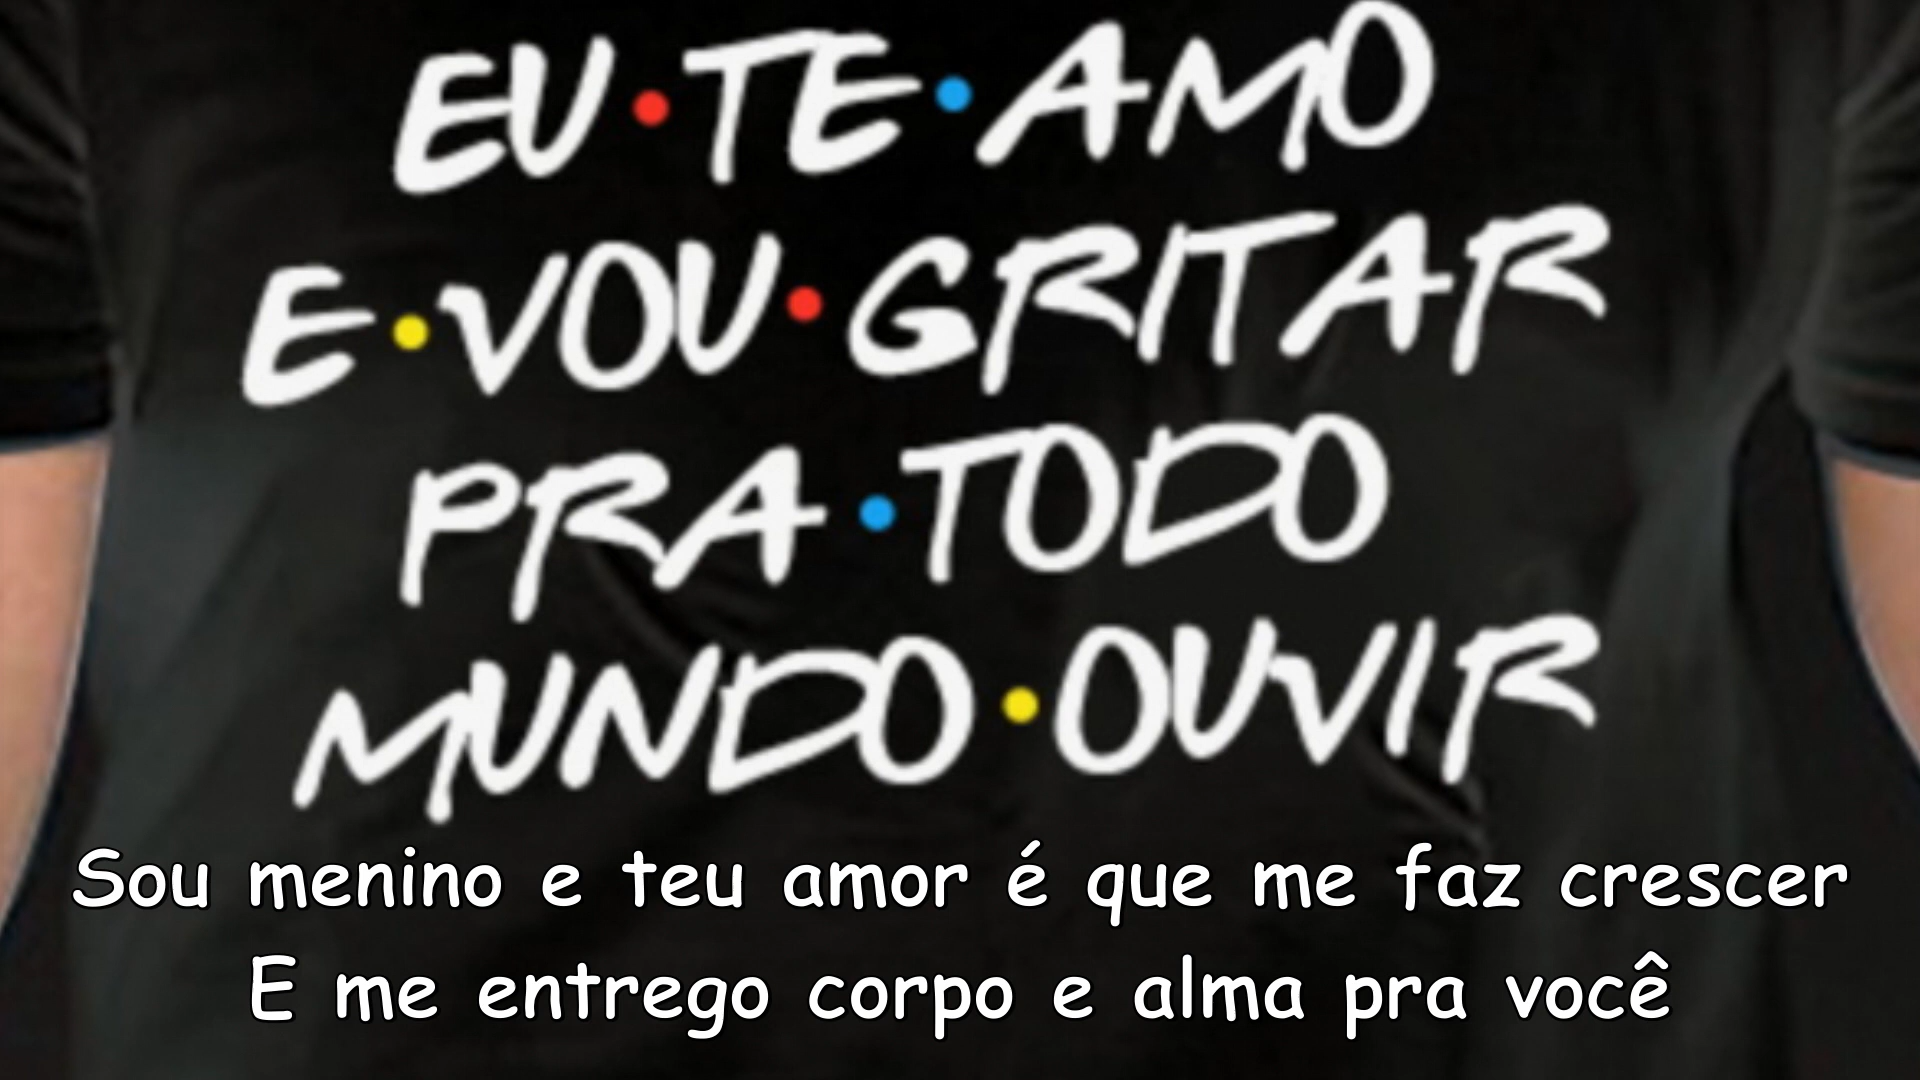 EU•TE•AMO
E•VOU•GRITAR
PRA•TODO
MUNDO•OUVIR
Sou menino e teu amor é que me faz crescer
E me entrego corpo e alma pra você